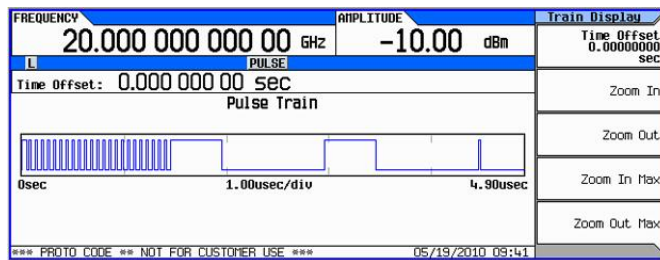 FREQUENCY AMPLITUDE Train Display
20.000 000 000 00 GHz -10.00 dBm
Time Offset
0.00000000
sec
L PULSE
Time Offset: 0.000 000 00 sec
Zoom In
Pulse Train
Zoom Out
0sec 1.00usec/div 4.90usec
Zoom In Max
Zoom Out Max
*** PROTO CODE ** NOT FOR CUSTOMER USE *** 05/19/2010 09:41